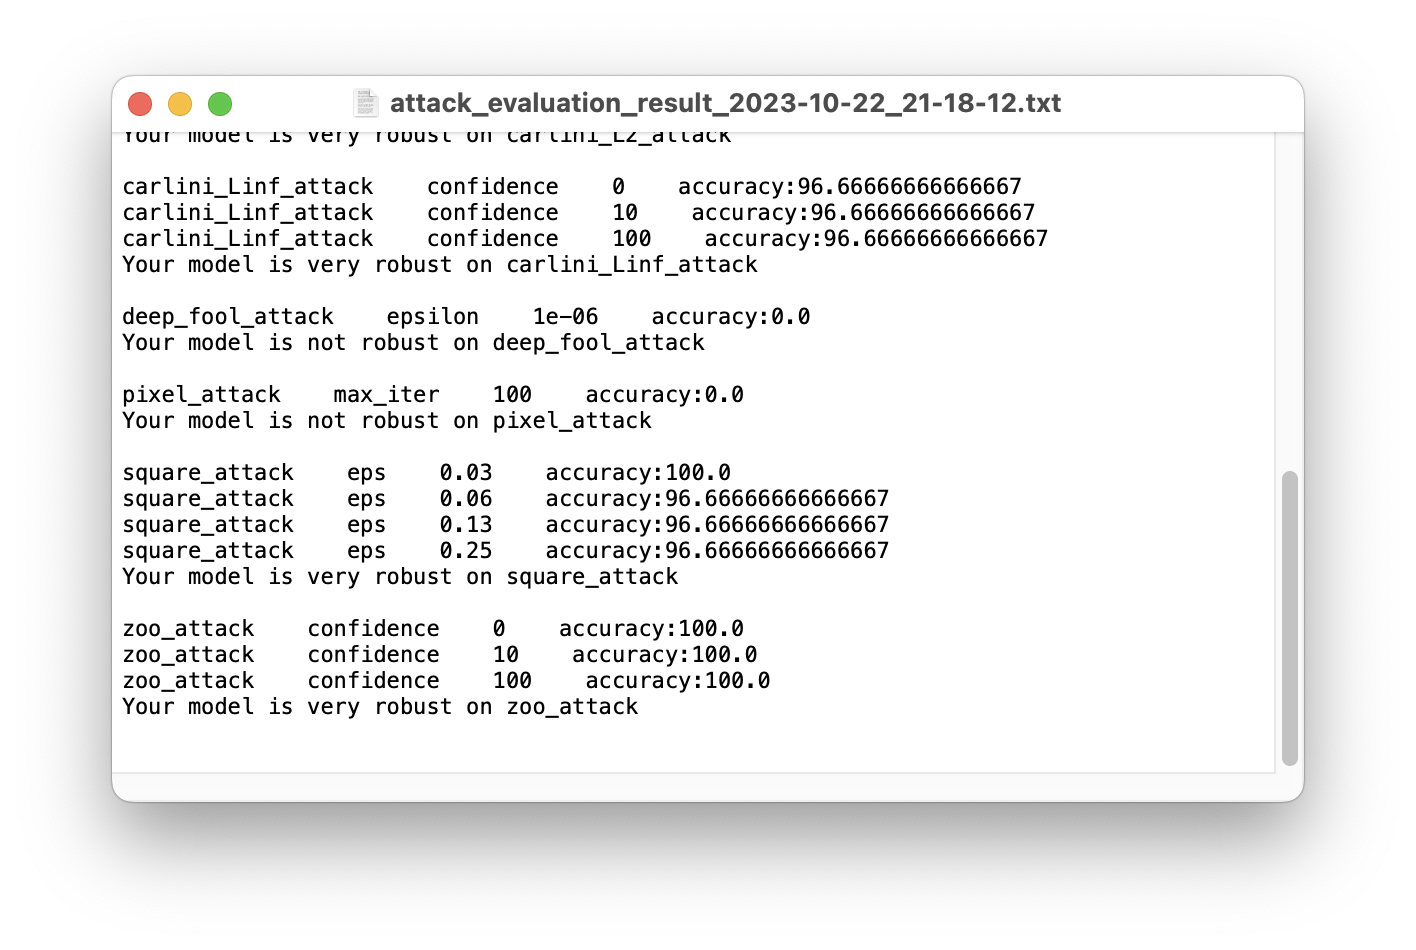 attack_evaluation_result_2023-10-22_21-18-12.txt
Your model is very robust on carlini_L2_attack
carlini_Linf_attack    confidence    0    accuracy:96.66666666666667
carlini_Linf_attack    confidence    10    accuracy:96.66666666666667
carlini_Linf_attack    confidence    100    accuracy:96.66666666666667
Your model is very robust on carlini_Linf_attack
deep_fool_attack    epsilon    1e-06    accuracy:0.0
Your model is not robust on deep_fool_attack
pixel_attack    max_iter    100    accuracy:0.0
Your model is not robust on pixel_attack
square_attack    eps    0.03    accuracy:100.0
square_attack    eps    0.06    accuracy:96.66666666666667
square_attack    eps    0.13    accuracy:96.66666666666667
square_attack    eps    0.25    accuracy:96.66666666666667
Your model is very robust on square_attack
zoo_attack    confidence    0    accuracy:100.0
zoo_attack    confidence    10    accuracy:100.0
zoo_attack    confidence    100    accuracy:100.0
Your model is very robust on zoo_attack